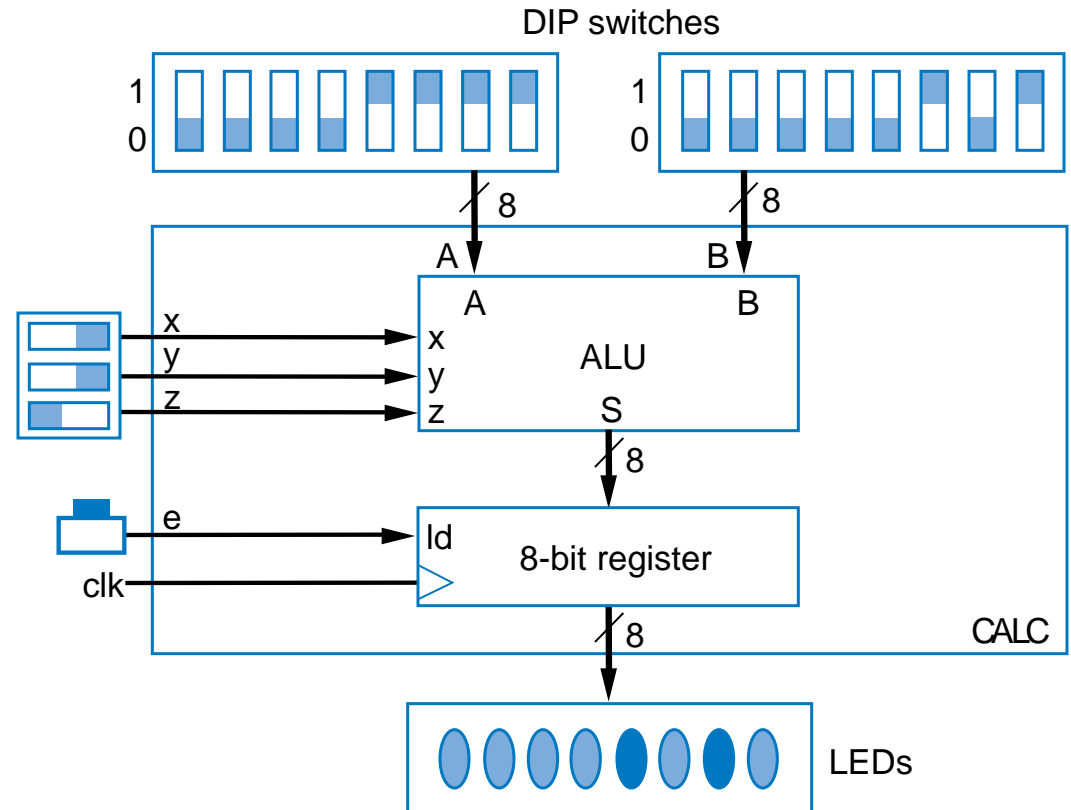 DIP switches
1
0
1
0
8
8
A
B
A
B
x
y
z
x
y
z
ALU
S
8
e
ld
8-bit register
clk
8
CALC
LEDs